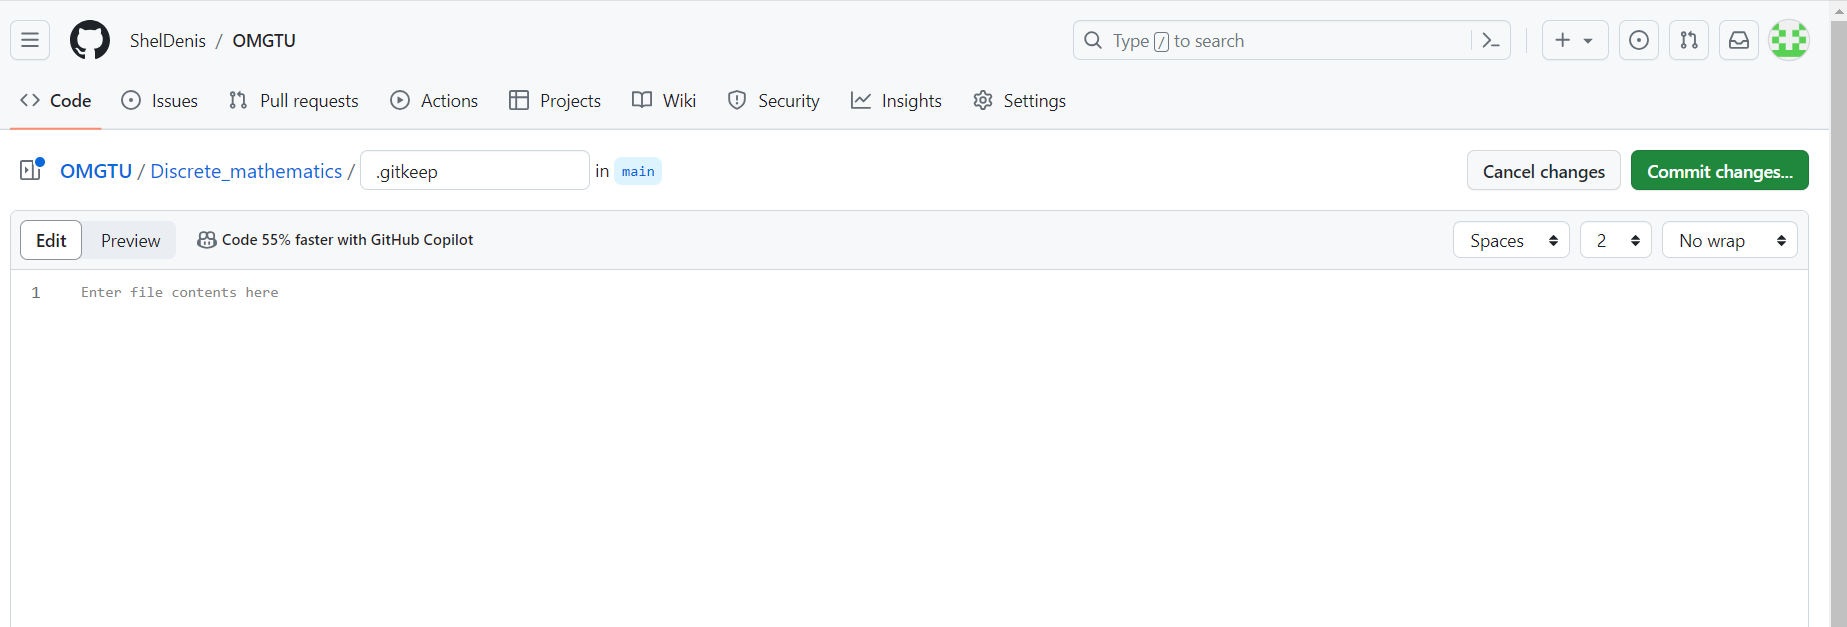 ShelDenis / OMGTU
Type / to search
Code Issues Pull requests Actions Projects Wiki Security Insights Settings
OMGTU / Discrete_mathematics / .gitkeep in main
Cancel changes Commit changes...
Edit Preview Code 55% faster with GitHub Copilot Spaces 2 No wrap
1 Enter file contents here